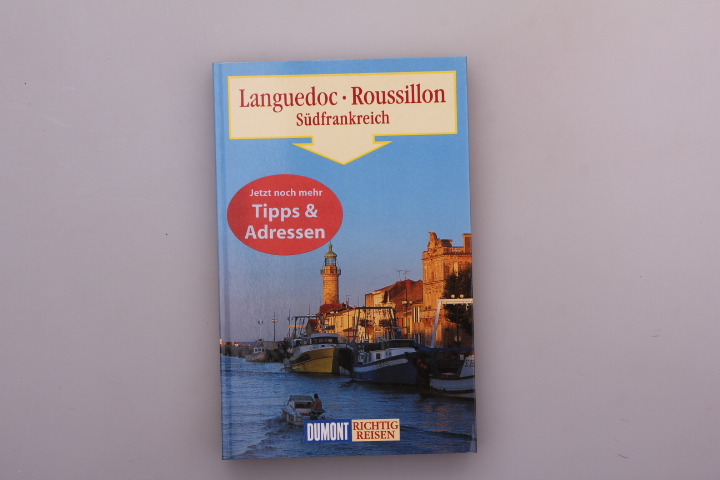 Languedoc · Roussillon
Südfrankreich
Jetzt noch mehr
Tipps &
Adressen
DUMONT
RICHTIG
REISEN